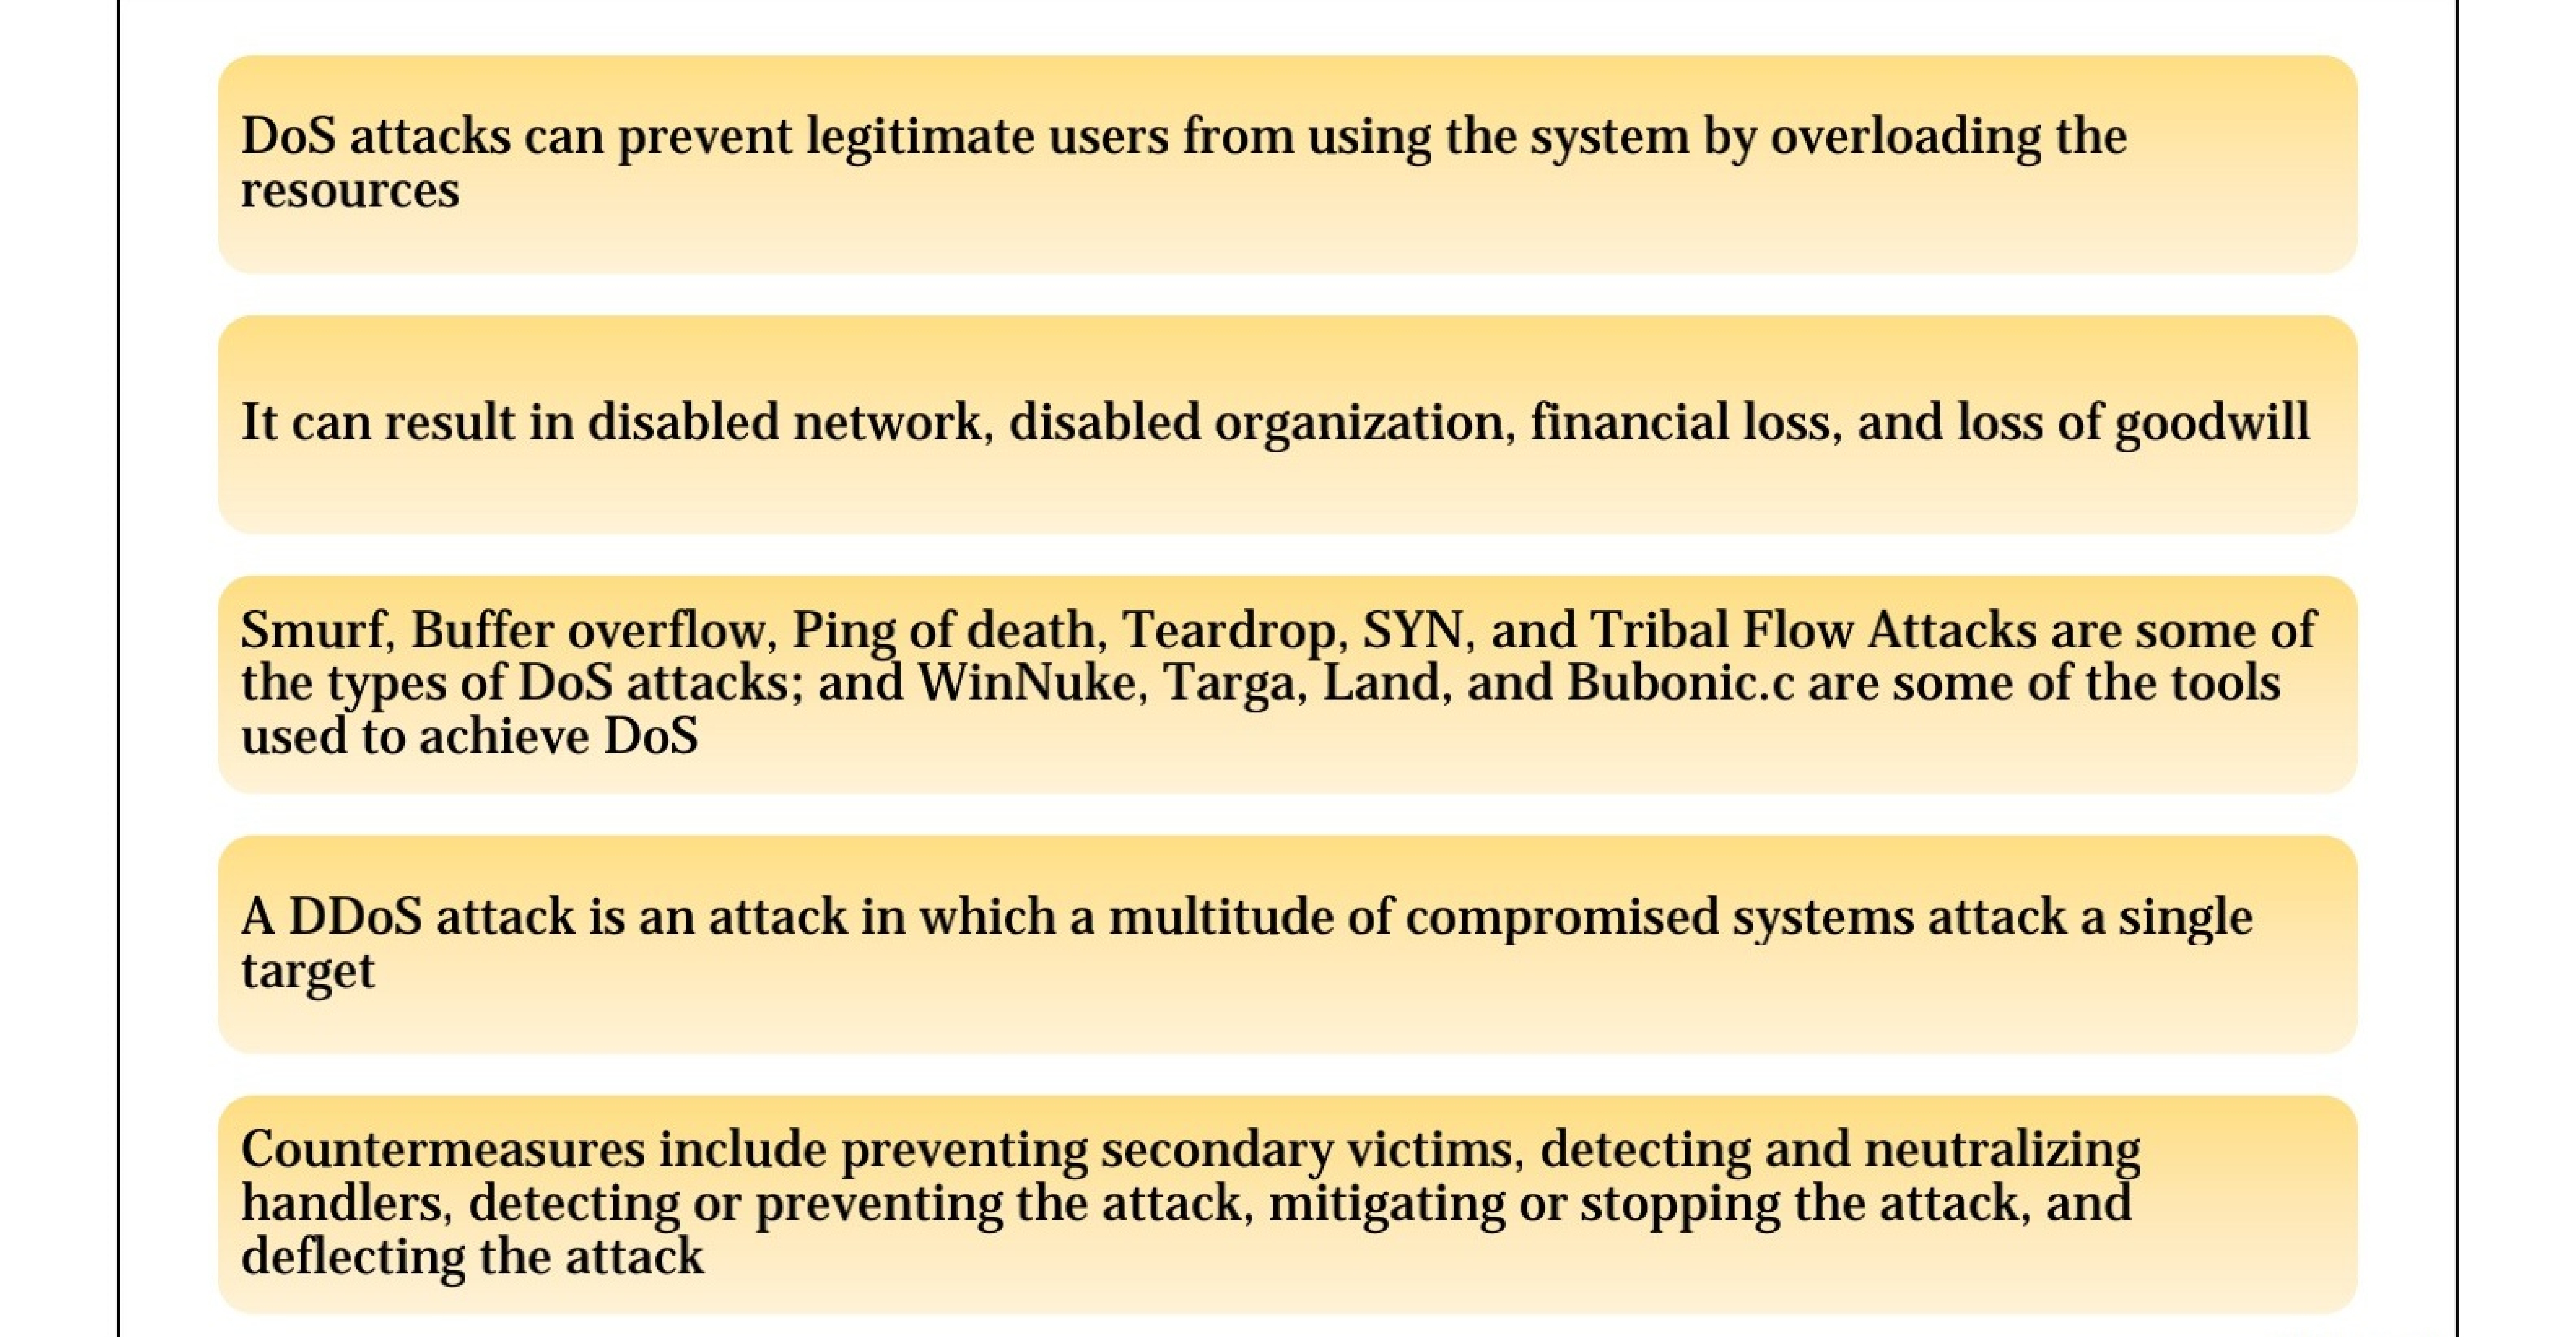 DoS attacks can prevent legitimate users from using the system by overloading the
resources
It can result in disabled network, disabled organization, financial loss, and loss of goodwill
Smurf, Buffer overflow, Ping of death, Teardrop, SYN, and Tribal Flow Attacks are some of
the types of DoS attacks; and WinNuke, Targa, Land, and Bubonic.c are some of the tools
used to achieve DoS
A DDoS attack is an attack in which a multitude of compromised systems attack a single
target
Countermeasures include preventing secondary victims, detecting and neutralizing
handlers, detecting or preventing the attack, mitigating or stopping the attack, and
deflecting the attack